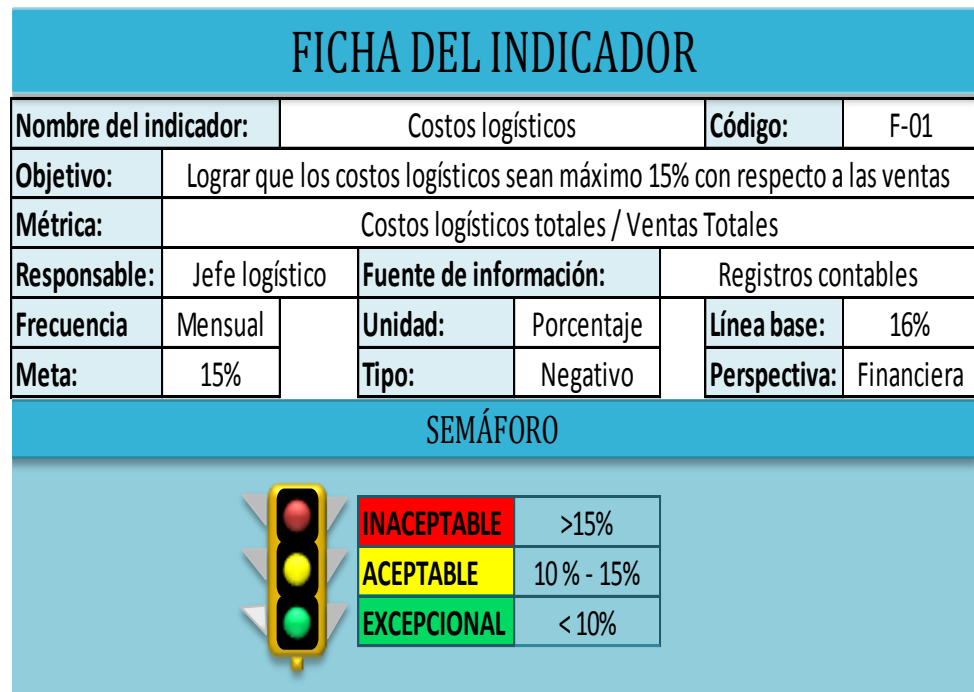 FICHA DEL INDICADOR
Nombre del indicador: Costos logísticos Código: F-01
Objetivo: Lograr que los costos logísticos sean máximo 15% con respecto a las ventas
Métrica: Costos logísticos totales / Ventas Totales
Responsable: Jefe logístico Fuente de información: Registros contables
Frecuencia Mensual Unidad: Porcentaje Línea base: 16%
Meta: 15% Tipo: Negativo Perspectiva: Financiera
SEMÁFORO
INACEPTABLE >15%
ACEPTABLE 10 % - 15%
EXCEPCIONAL < 10%